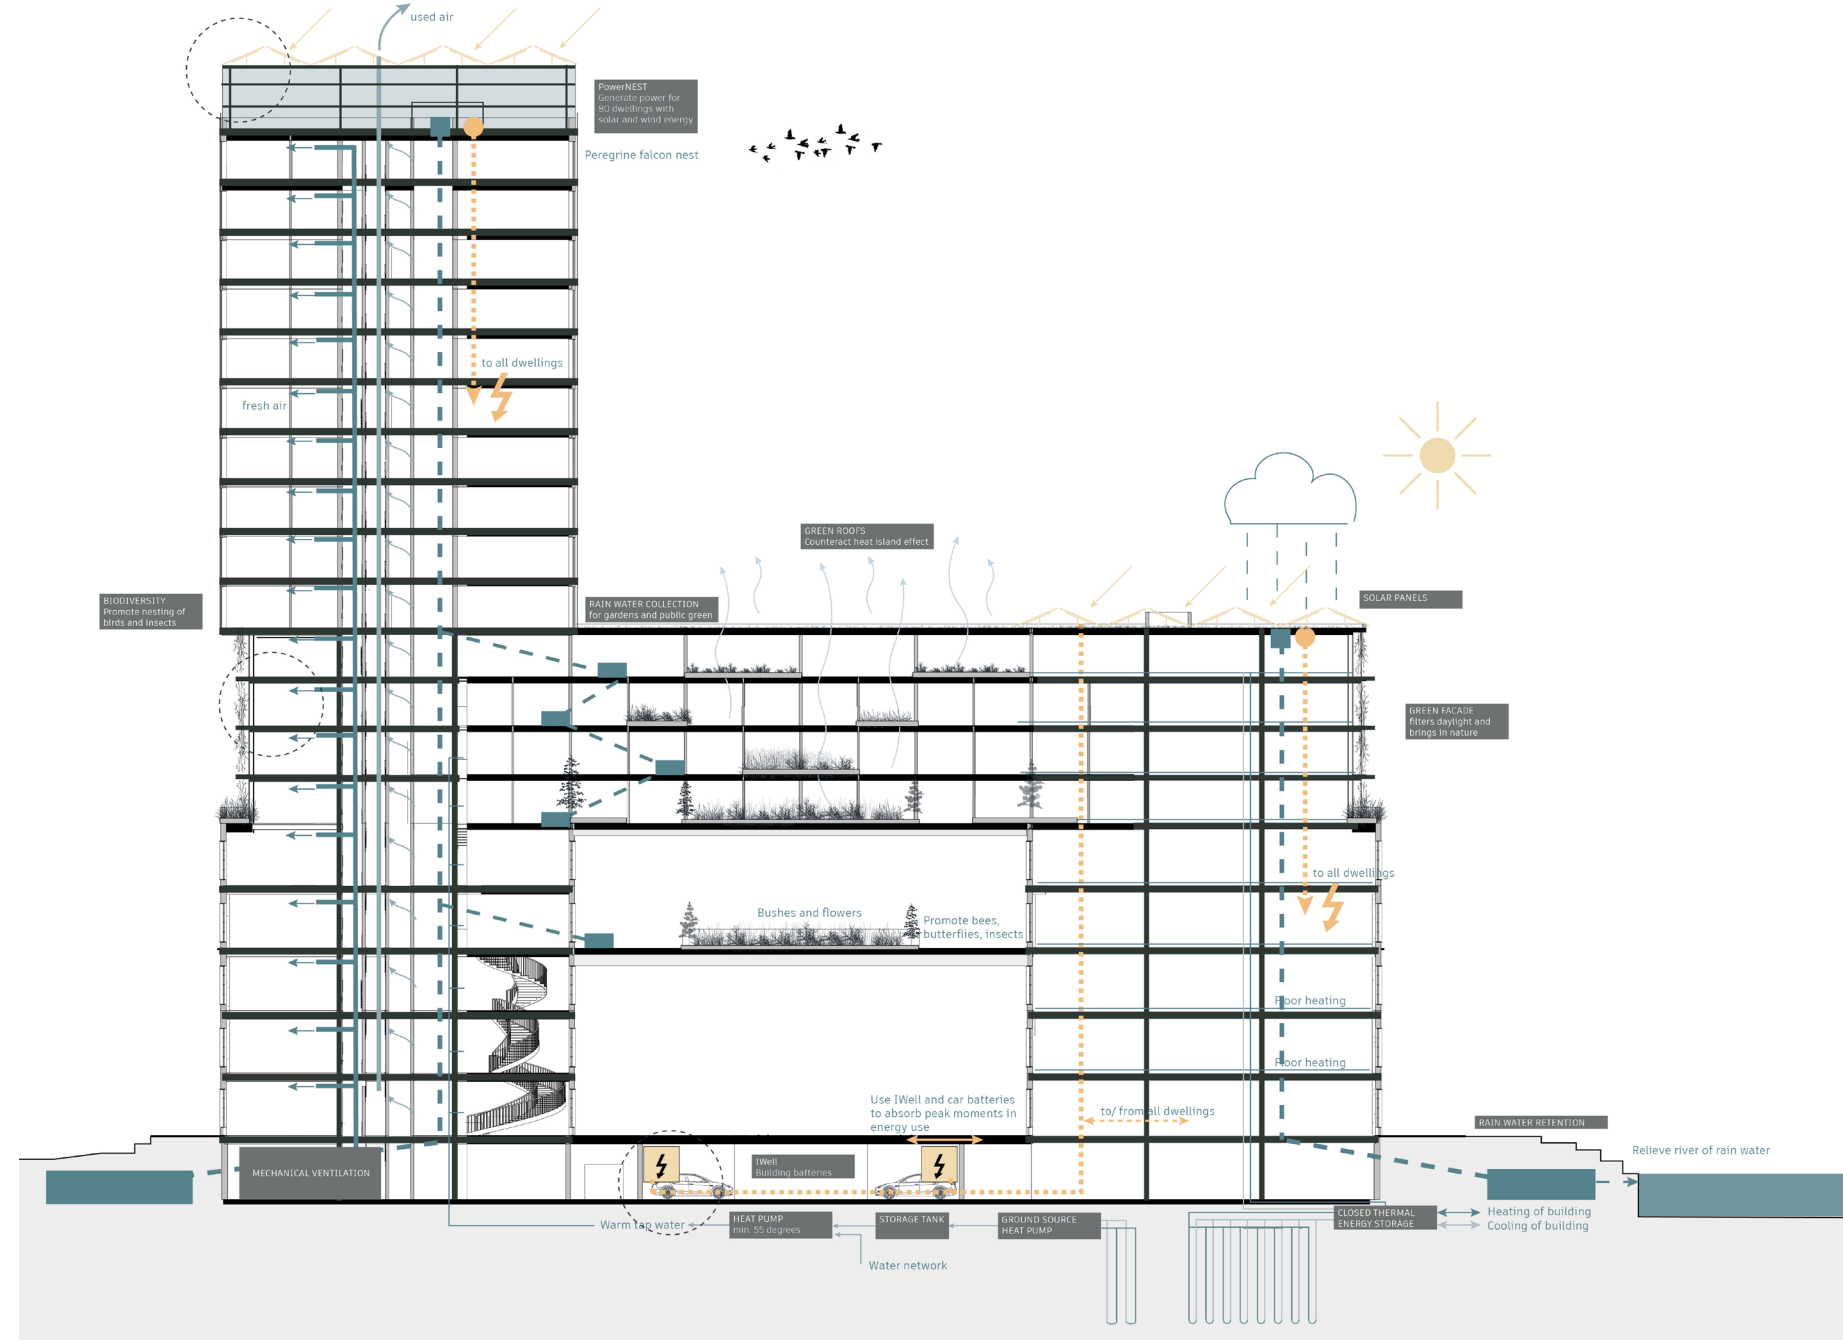 used air
PowerNEST
Generate power for
80 dwellings with
solar and wind energy
Peregrine falcon nest
to all dwellings
fresh air
GREEN ROOFS
Counteract heat island effect
BIODIVERSITY
Promote nesting of
birds and insects
RAIN WATER COLLECTION
for gardens and public green
SOLAR PANELS
GREEN FACADE
filters daylight and
brings in nature
to all dwellings
Bushes and flowers
Promote bees,
butterflies, insects
Floor heating
Floor heating
Use IWell and car batteries
to absorb peak moments in
energy use
to/ from all dwellings
RAIN WATER RETENTION
Relieve river of rain water
MECHANICAL VENTILATION
IWell
Building batteries
Warm tap water
HEAT PUMP
min. 55 degrees
STORAGE TANK
GROUND SOURCE
HEAT PUMP
CLOSED THERMAL
ENERGY STORAGE
Heating of building
Cooling of building
Water network